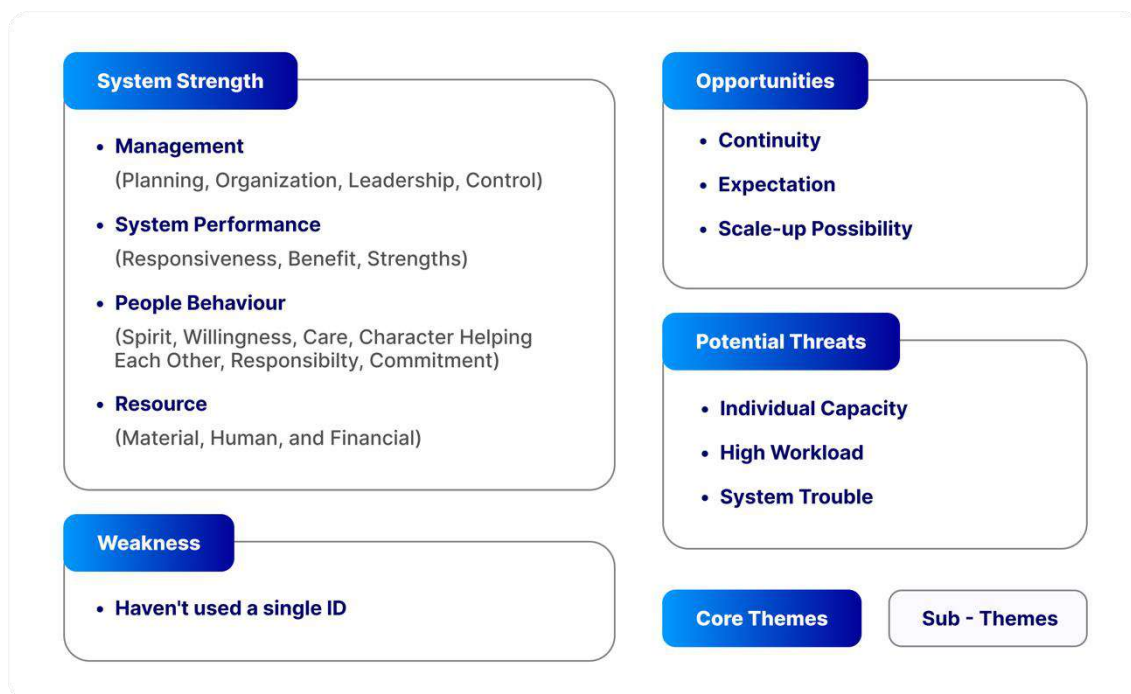 System Strength
• Management
(Planning, Organization, Leadership, Control)
• System Performance
(Responsiveness, Benefit, Strengths)
• People Behaviour
(Spirit, Willingness, Care, Character Helping
Each Other, Responsibilty, Commitment)
• Resource
(Material, Human, and Financial)
Weakness
• Haven't used a single ID
Opportunities
• Continuity
• Expectation
• Scale-up Possibility
Potential Threats
• Individual Capacity
• High Workload
• System Trouble
Core Themes
Sub - Themes